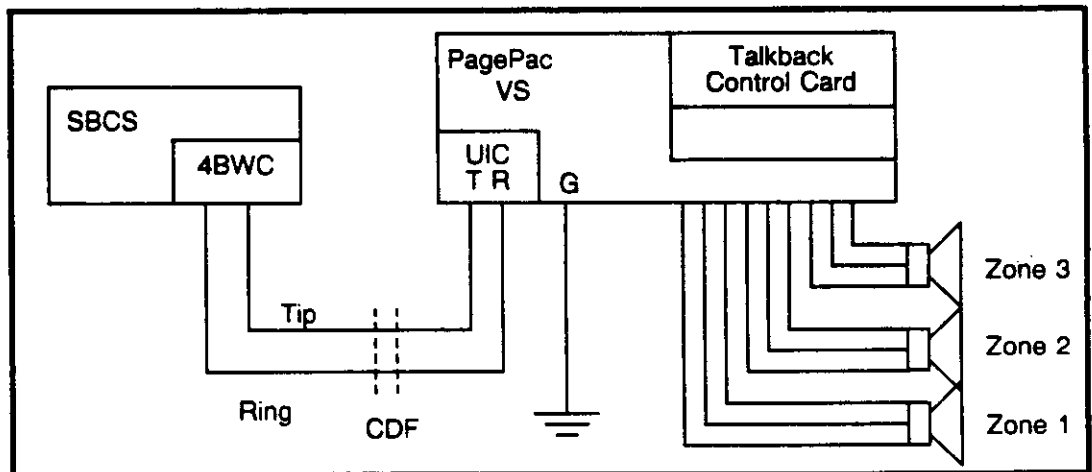 SBCS
4BWC
PagePac
VS
Talkback
Control Card
UIC
T R
G
Tip
Ring
CDF
Zone 3
Zone 2
Zone 1